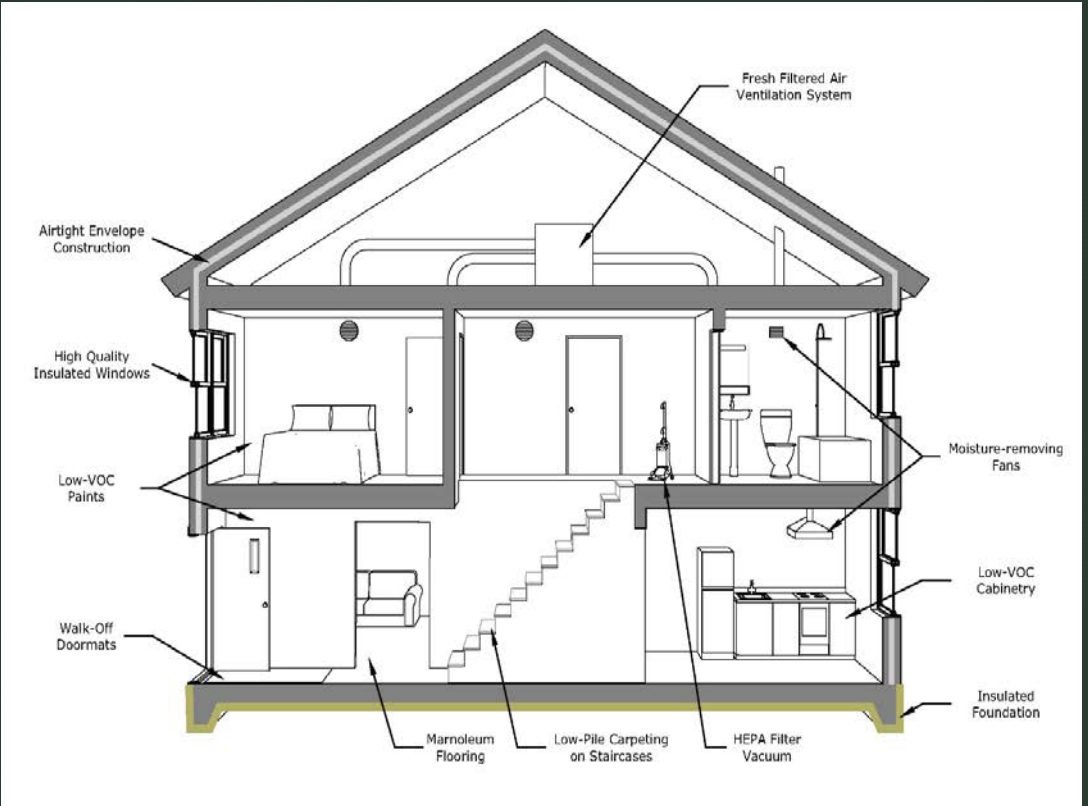 Fresh Filtered Air
Ventilation System
Airtight Envelope
Construction
High Quality
Insulated Windows
Low-VOC
Paints
Moisture-removing
Fans
Low-VOC
Cabinetry
Walk-Off
Doormats
Insulated
Foundation
Marnoleum
Flooring
Low-Pile Carpeting
on Staircases
HEPA Filter
Vacuum